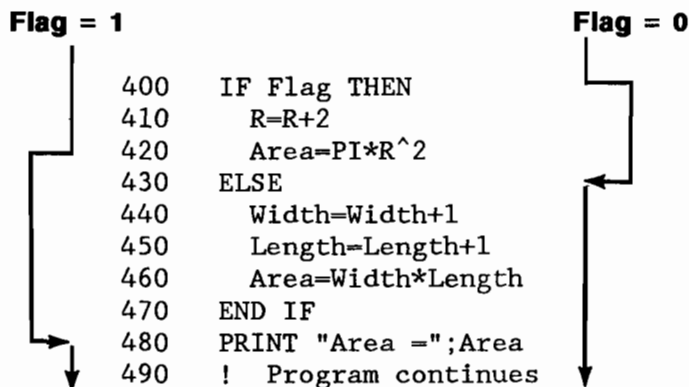 Flag = 1 Flag = 0
400 IF Flag THEN
410 R=R+2
420 Area=PI*R^2
430 ELSE
440 Width=Width+1
450 Length=Length+1
460 Area=Width*Length
470 END IF
480 PRINT "Area =";Area
490 ! Program continues